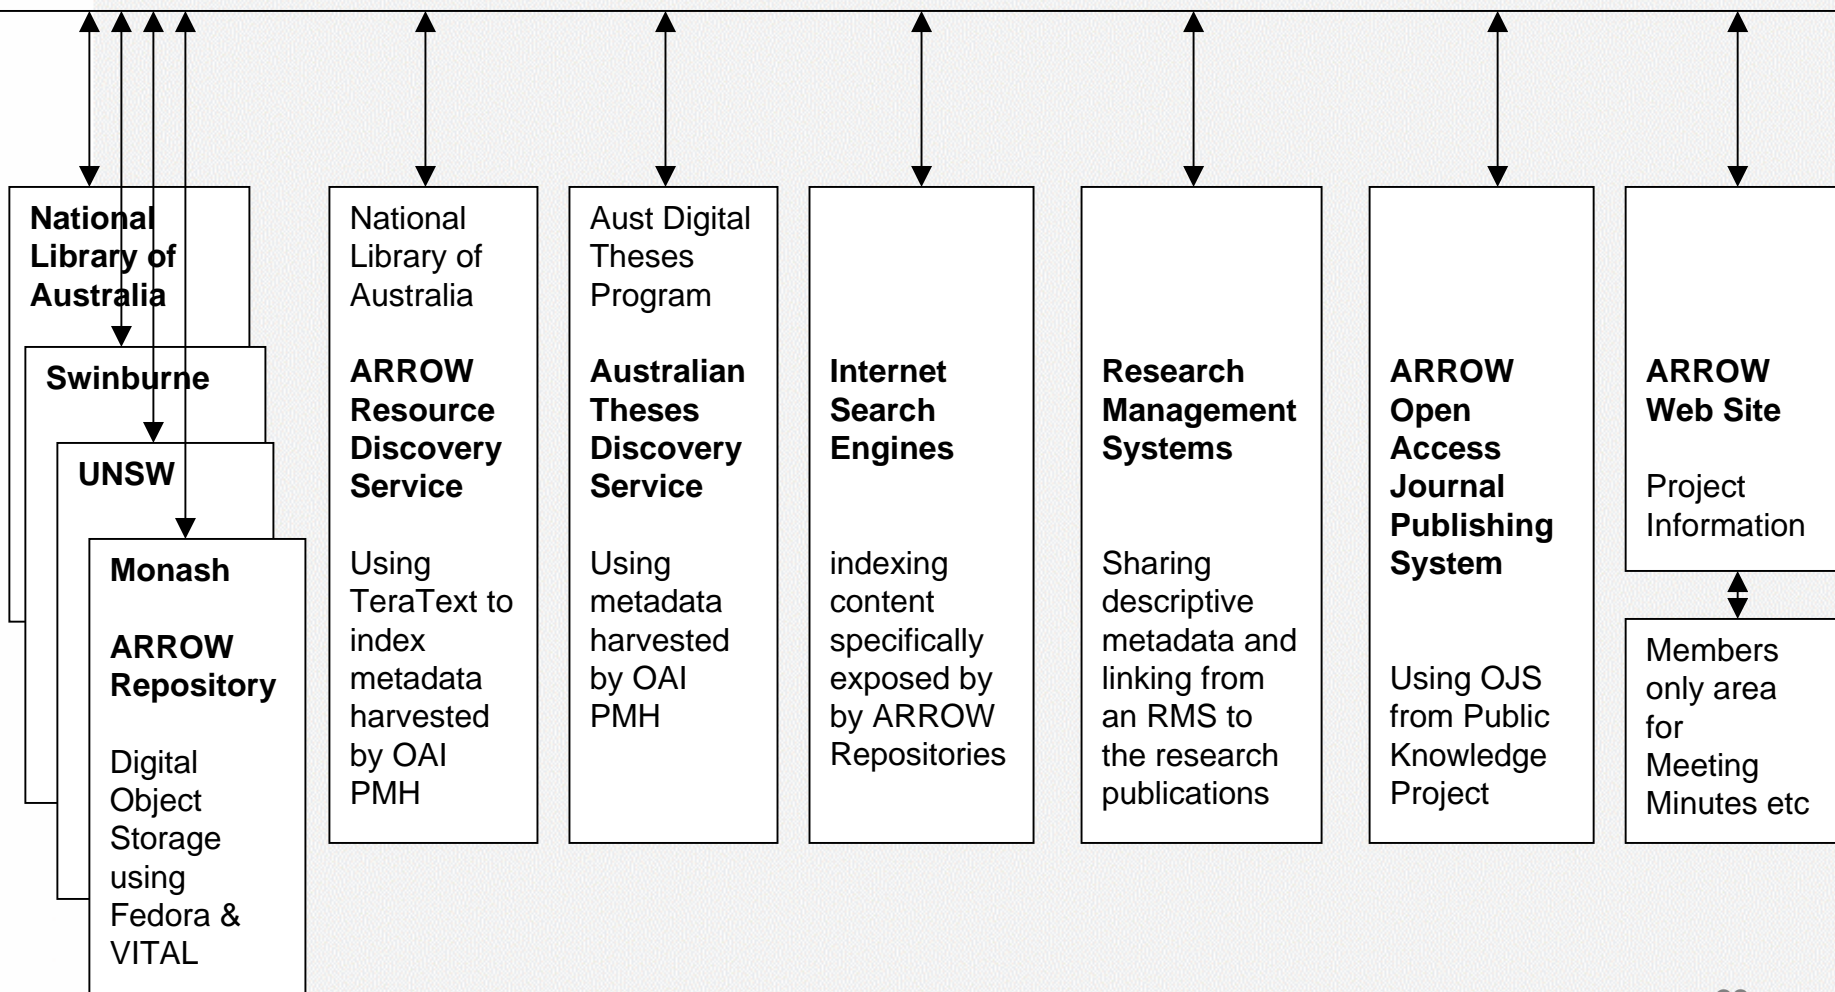 National
Library of
Australia
Swinburne
UNSW
Monash
ARROW
Repository
Digital
Object
Storage
using
Fedora &
VITAL
National
Library of
Australia
ARROW
Resource
Discovery
Service
Using
TeraText to
index
metadata
harvested
by OAI
PMH
Aust Digital
Theses
Program
Australian
Theses
Discovery
Service
Using
metadata
harvested
by OAI
PMH
Internet
Search
Engines
indexing
content
specifically
exposed by
by ARROW
Repositories
Research
Management
Systems
Sharing
descriptive
metadata and
linking from
an RMS to
the research
publications
ARROW
Open
Access
Journal
Publishing
System
Using OJS
from Public
Knowledge
Project
ARROW
Web Site
Project
Information
Members
only area
for
Meeting
Minutes etc